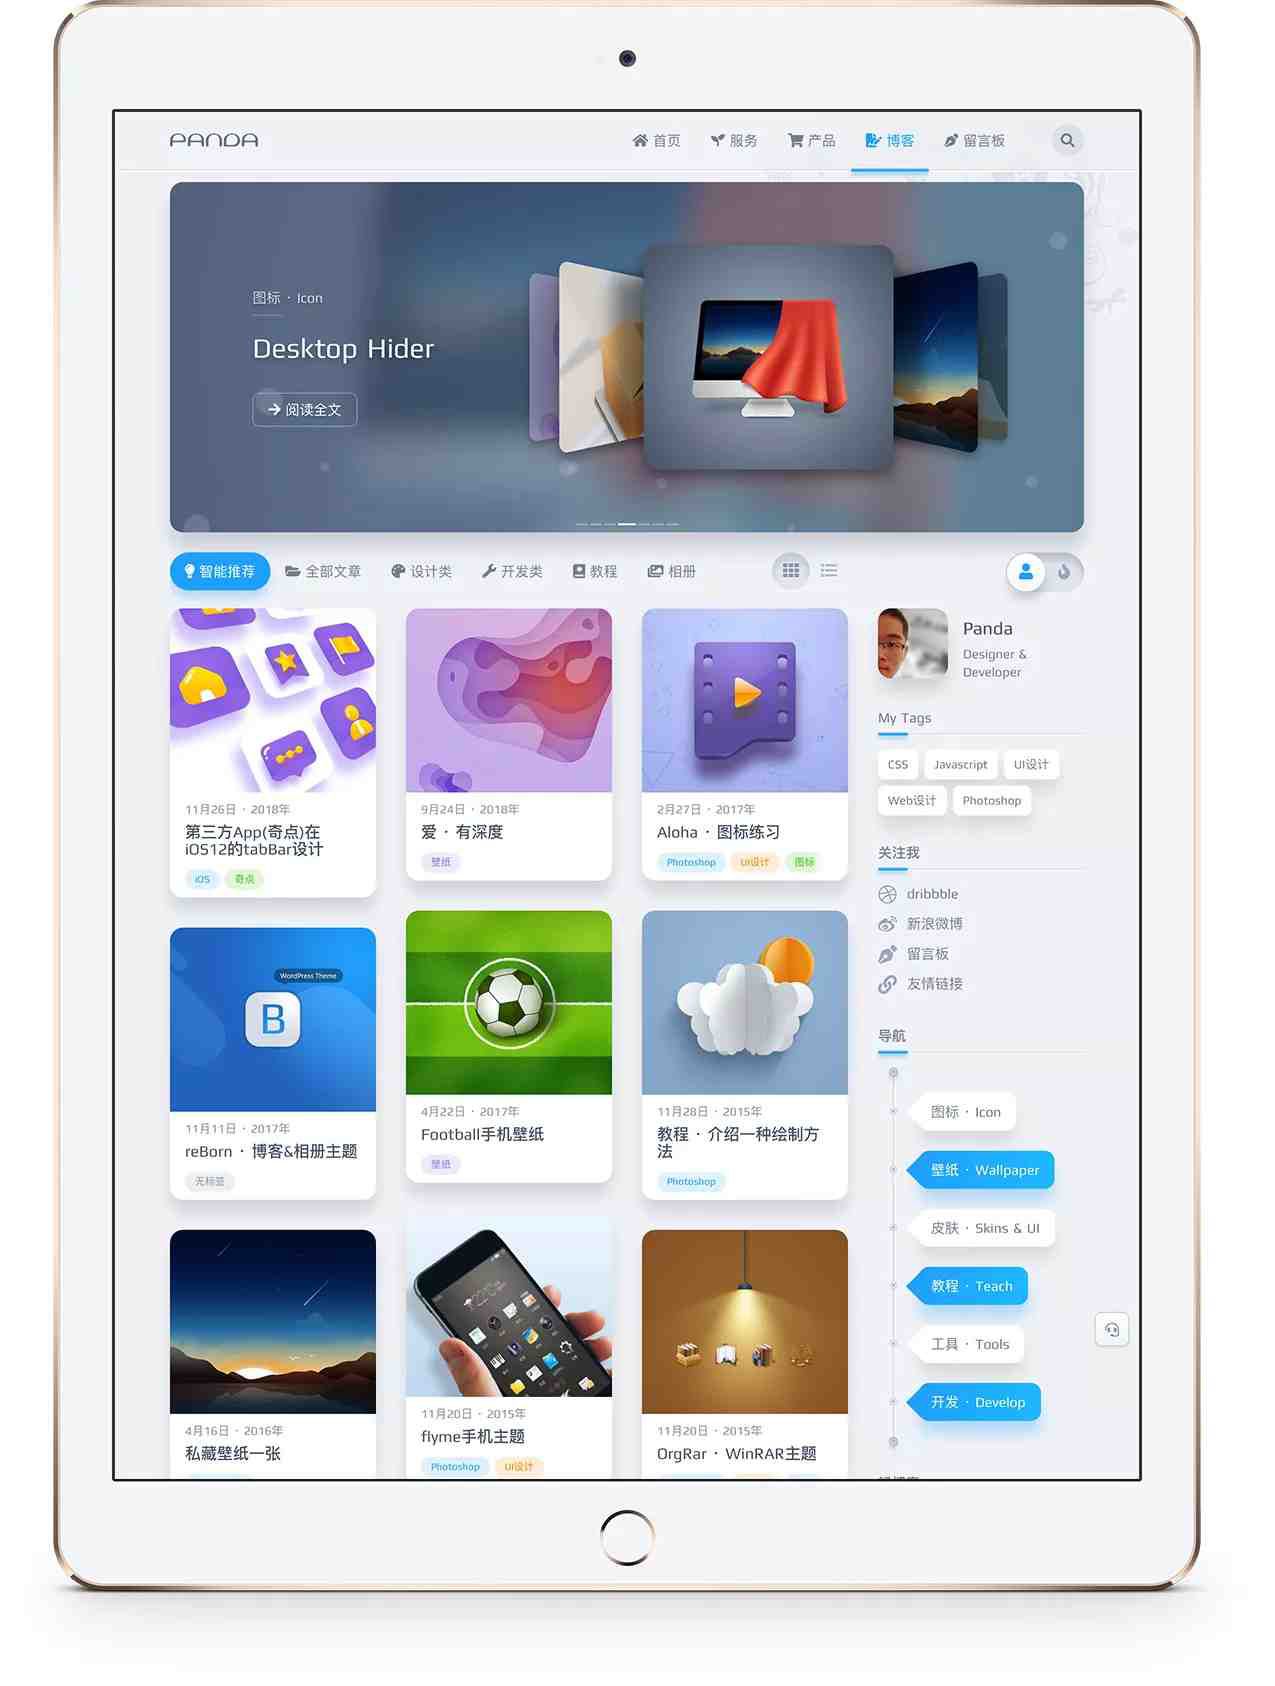 PANDA
首页
服务
产品
博客
留言板
图标 · Icon
Desktop Hider
阅读全文
智能推荐
全部文章
设计类
开发类
教程
相册
11月26日 · 2018年
第三方App(奇点)在
iOS12的tabBar设计
iOS 奇点
9月24日 · 2018年
爱 · 有深度
壁纸
2月27日 · 2017年
Aloha · 图标练习
Photoshop UI设计 图标
WordPress Theme
B
11月11日 · 2017年
reBorn · 博客&相册主题
无标签
4月22日 · 2017年
Football手机壁纸
壁纸
11月28日 · 2015年
教程 · 介绍一种绘制方
法
Photoshop
4月16日 · 2016年
私藏壁纸一张
11月20日 · 2015年
flyme手机主题
Photoshop UI设计
11月20日 · 2015年
OrgRar · WinRAR主题
Panda
Designer &
Developer
My Tags
CSS Javascript UI设计
Web设计 Photoshop
关注我
dribbble
新浪微博
留言板
友情链接
导航
图标 · Icon
壁纸 · Wallpaper
皮肤 · Skins & UI
教程 · Teach
工具 · Tools
开发 · Develop